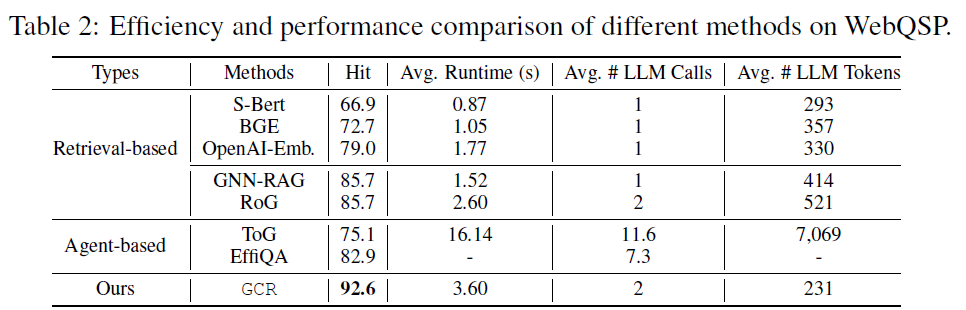 Table 2: Efficiency and performance comparison of different methods on WebQSP.
Types Methods Hit Avg. Runtime (s) Avg. # LLM Calls Avg. # LLM Tokens
S-Bert 66.9 0.87 1 293
BGE 72.7 1.05 1 357
Retrieval-based OpenAI-Emb. 79.0 1.77 1 330
GNN-RAG 85.7 1.52 1 414
RoG 85.7 2.60 2 521
Agent-based ToG 75.1 16.14 11.6 7,069
EffiQA 82.9 - 7.3 -
Ours GCR 92.6 3.60 2 231